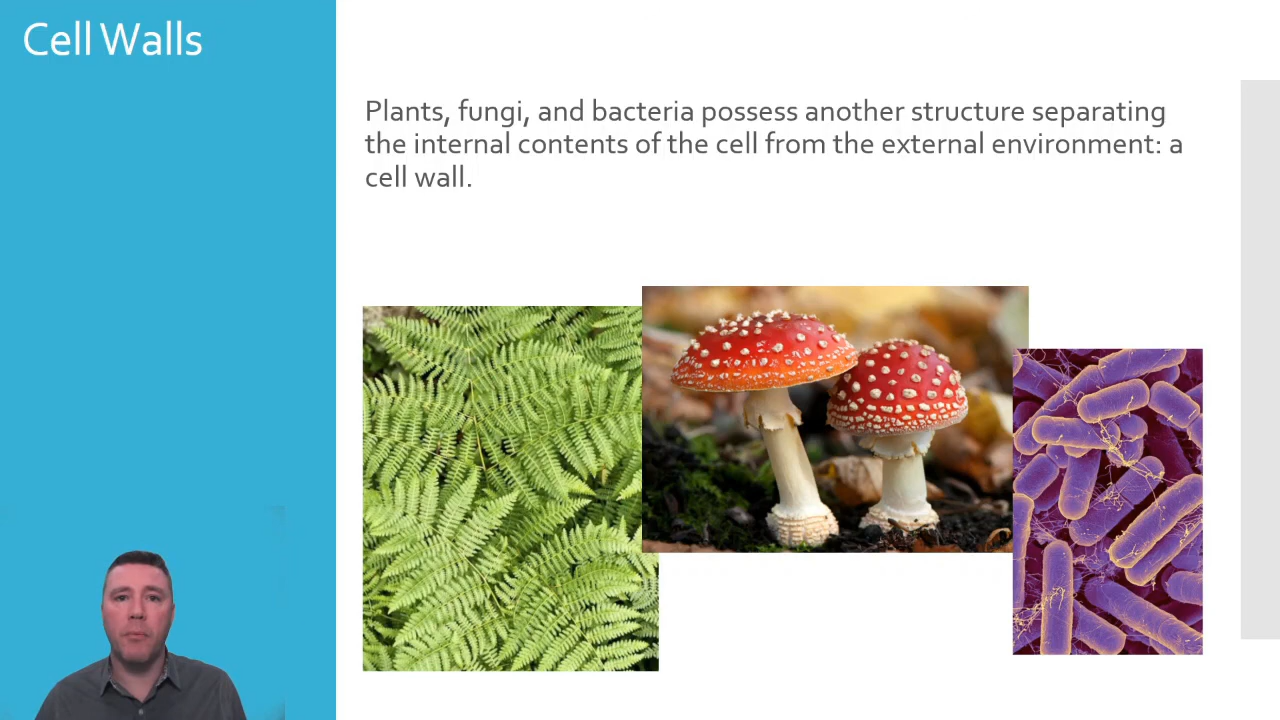 Cell Walls
Plants, fungi, and bacteria possess another structure separating
the internal contents of the cell from the external environment: a
cell wall.